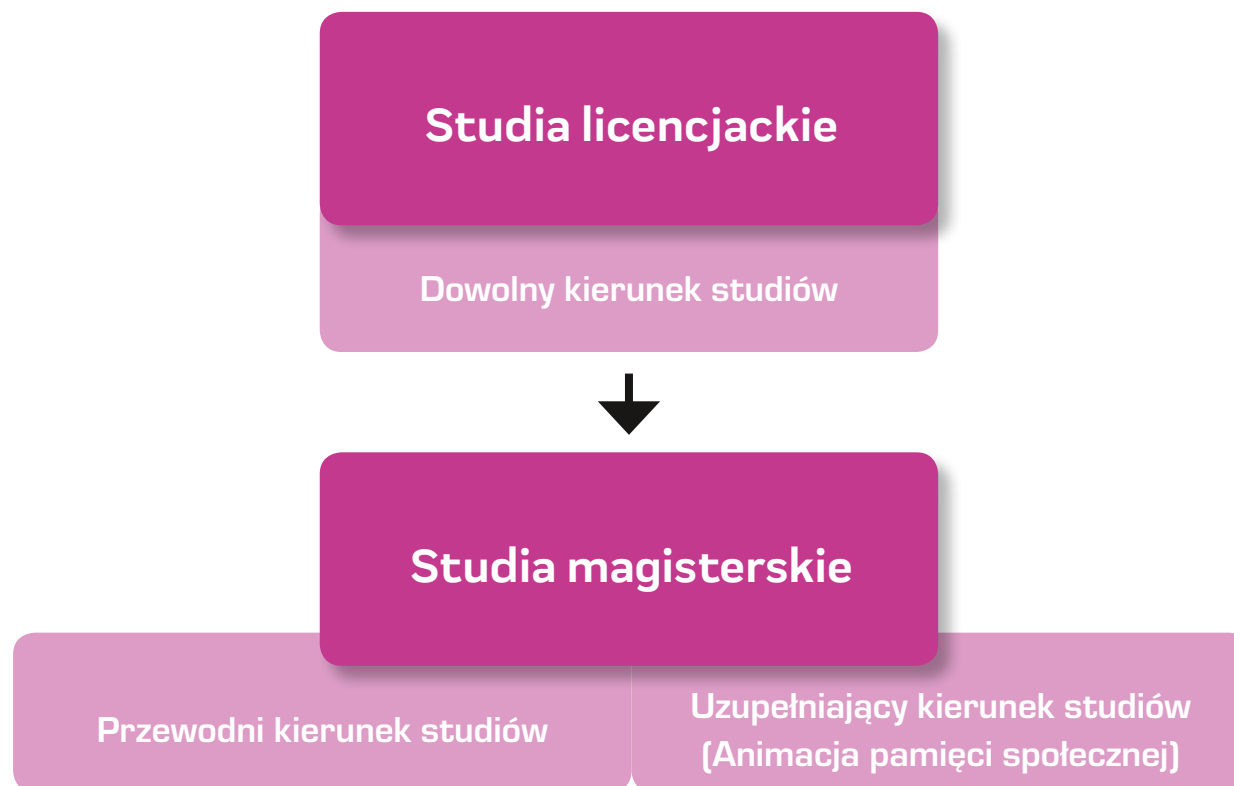 Studia licencjackie
Dowolny kierunek studiów
Studia magisterskie
Przewodni kierunek studiów
Uzupełniający kierunek studiów
(Animacja pamięci społecznej)